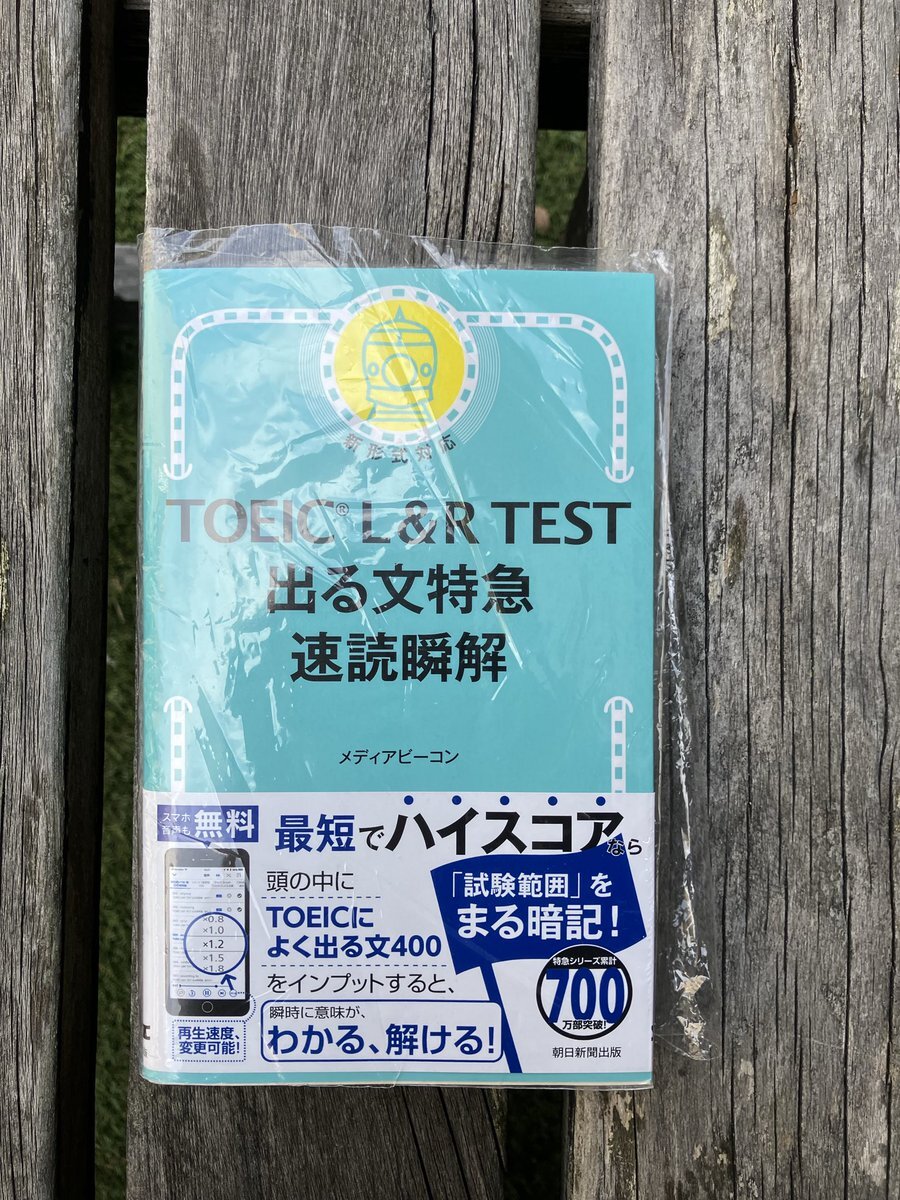 新形式対応
TOEIC® L&R TEST
出る文特急
速読瞬解
メディアビーコン
スマホ
音声も
無料
最短でハイスコアなら
頭の中に
TOEICに
よく出る文400
をインプットすると、
瞬時に意味が、
わかる、解ける!
「試験範囲」を
まる暗記!
×0.8
×1.0
×1.2
×1.5
×1.8
再生速度、
変更可能!
特急シリーズ累計
700
万部突破!
朝日新聞出版